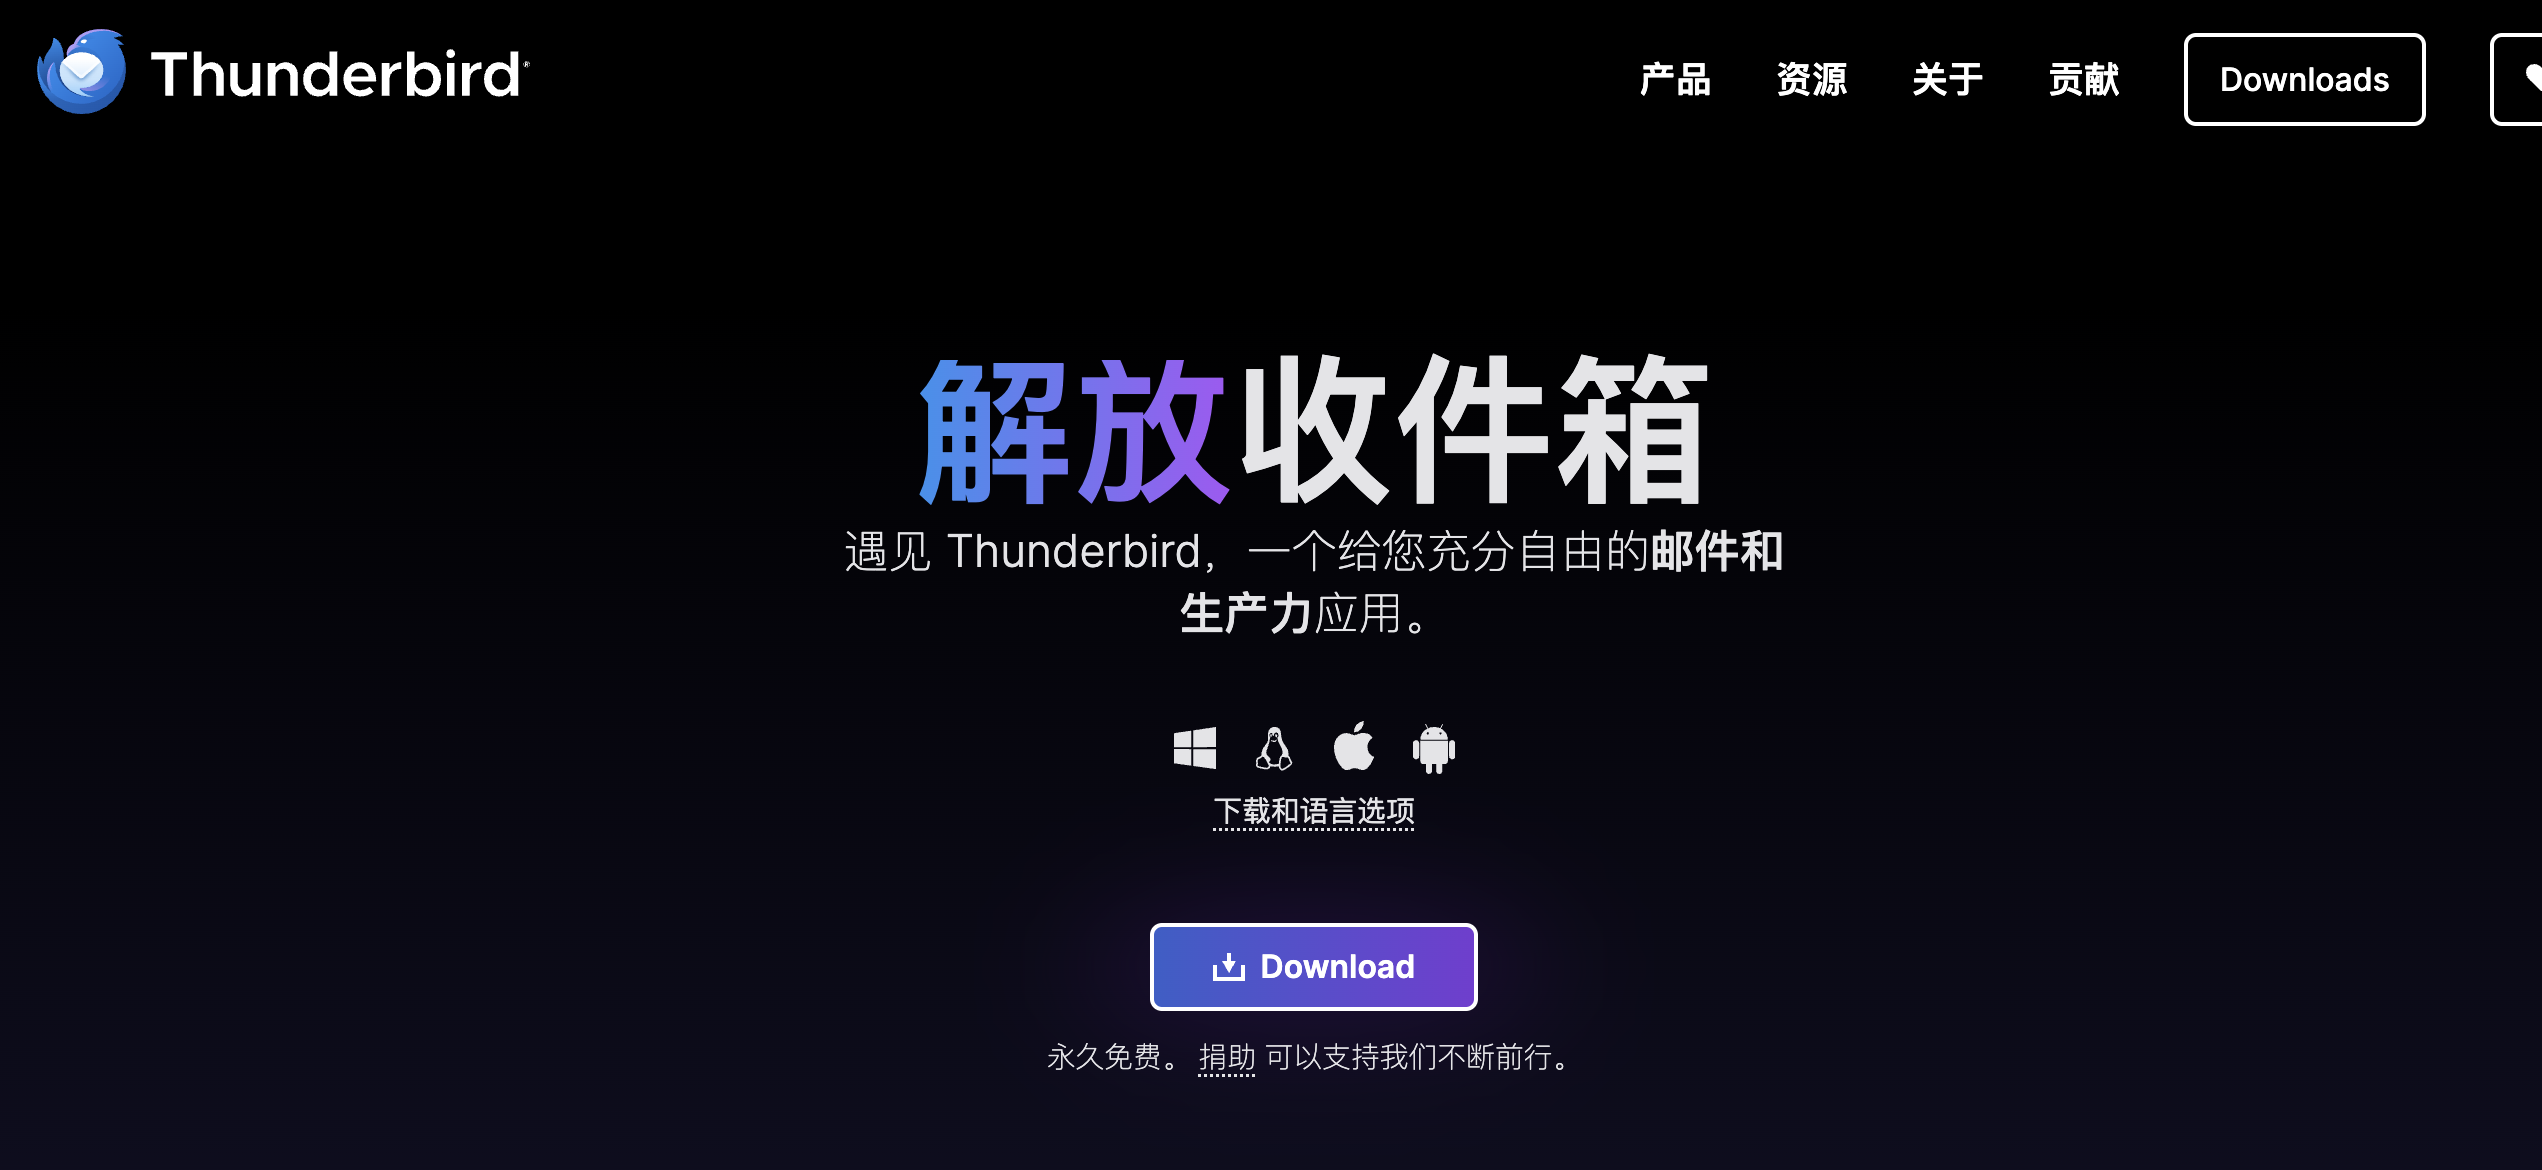 Thunderbird
产品 资源 关于 贡献 Downloads
解放收件箱
遇见 Thunderbird，一个给您充分自由的邮件和
生产力应用。
下载和语言选项
Download
永久免费。 捐助 可以支持我们不断前行。